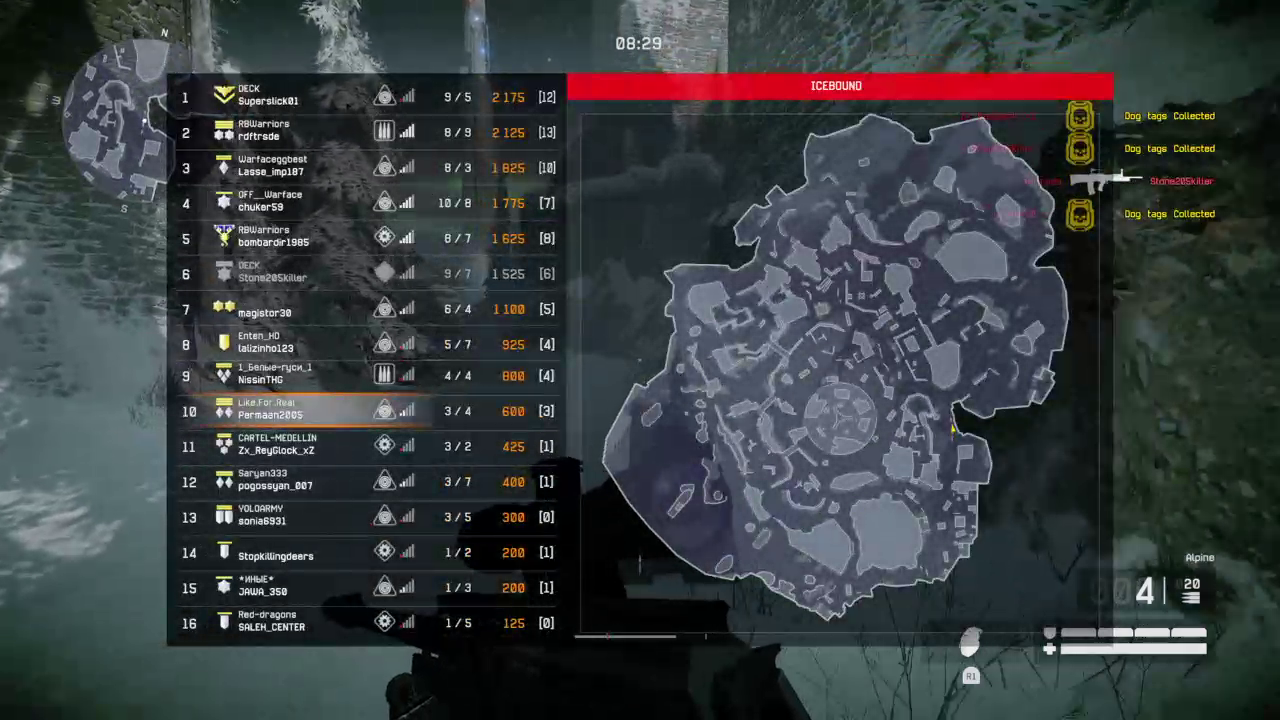 N
08:29
S
ICEBOUND
1 DECK Superslick01 9 / 5 2 175 [12]
2 RBWarriors rdftrsde 8 / 9 2 125 [13]
3 Warfaceggbest Lasse_imp187 8 / 3 1 825 [10]
4 OFF__Warface chuker59 10 / 8 1 775 [7]
5 RBWarriors bombardir1985 8 / 7 1 625 [8]
6 DECK Stone205killer 9 / 7 1 525 [6]
7 magistor30 6 / 4 1 100 [5]
8 Enten_HD lalizinho123 5 / 7 925 [4]
9 1_Белые-гуси_1 NissinTHG 4 / 4 800 [4]
10 Like.For.Real Permaan2005 3 / 4 600 [3]
11 CARTEL-MEDELLIN Zx_ReyGlock_xZ 3 / 2 425 [1]
12 Saryan333 pogossyan_007 3 / 7 400 [1]
13 YOLOARMY sonia6931 3 / 5 300 [0]
14 Stopkillingdeers 1 / 2 200 [1]
15 *ИНЫЕ* JAWA_350 1 / 3 200 [1]
16 Red-dragons SALEH_CENTER 1 / 5 125 [0]
Dog tags Collected
Dog tags Collected
Stone205killer
Dog tags Collected
Alpine
004 20
R1